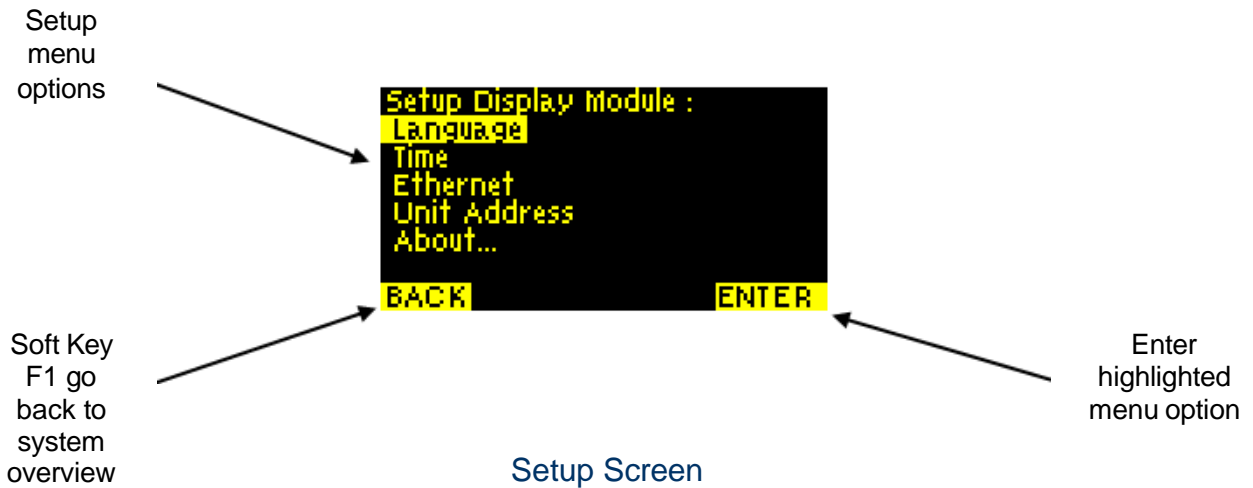 Setup
menu
options
Setup Display Module :
Language
Time
Ethernet
Unit Address
About...
BACK
ENTER
Soft Key
F1 go
back to
system
overview
Enter
highlighted
menu option
Setup Screen